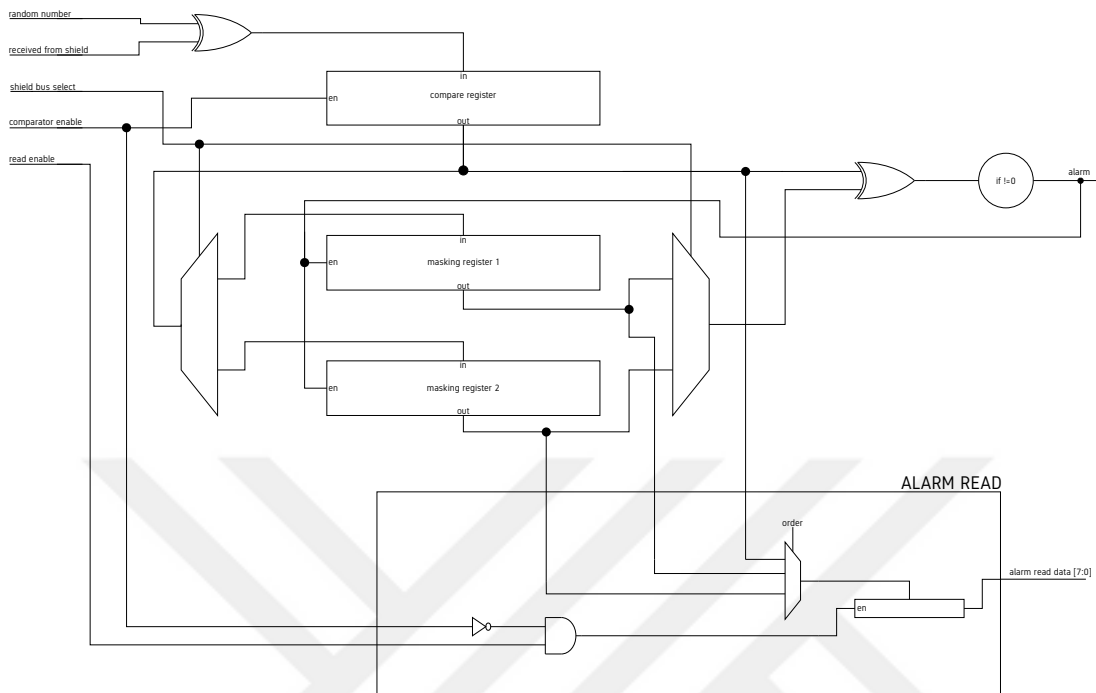 random number
received from shield
shield bus select
comparator enable
read enable
in
en
compare register
out
alarm
if !=0
in
en
masking register 1
out
in
en
masking register 2
out
ALARM READ
order
alarm read data [7:0]
en